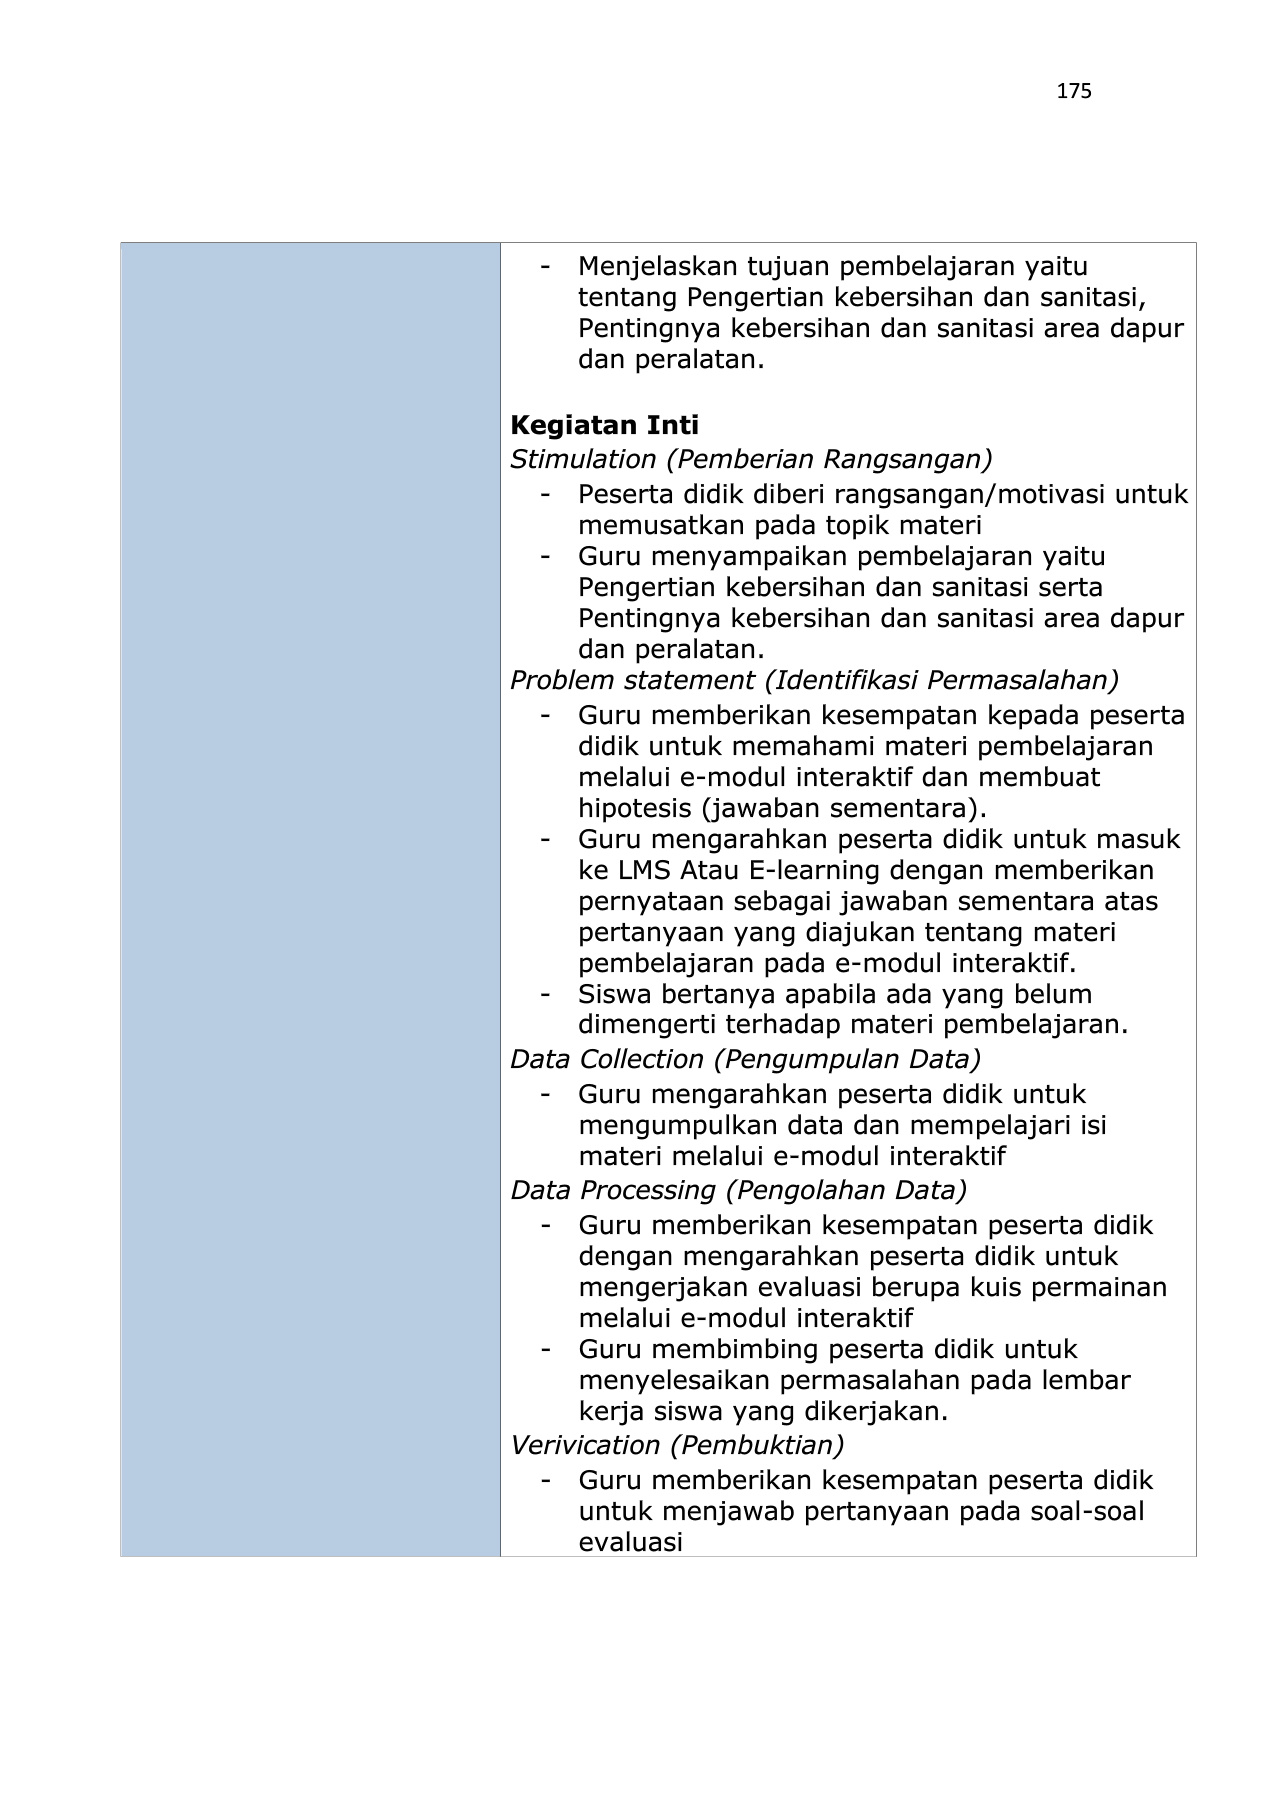 175
- Menjelaskan tujuan pembelajaran yaitu
tentang Pengertian kebersihan dan sanitasi,
Pentingnya kebersihan dan sanitasi area dapur
dan peralatan.
Kegiatan Inti
Stimulation (Pemberian Rangsangan)
- Peserta didik diberi rangsangan/motivasi untuk
memusatkan pada topik materi
- Guru menyampaikan pembelajaran yaitu
Pengertian kebersihan dan sanitasi serta
Pentingnya kebersihan dan sanitasi area dapur
dan peralatan.
Problem statement (Identifikasi Permasalahan)
- Guru memberikan kesempatan kepada peserta
didik untuk memahami materi pembelajaran
melalui e-modul interaktif dan membuat
hipotesis (jawaban sementara).
- Guru mengarahkan peserta didik untuk masuk
ke LMS Atau E-learning dengan memberikan
pernyataan sebagai jawaban sementara atas
pertanyaan yang diajukan tentang materi
pembelajaran pada e-modul interaktif.
- Siswa bertanya apabila ada yang belum
dimengerti terhadap materi pembelajaran.
Data Collection (Pengumpulan Data)
- Guru mengarahkan peserta didik untuk
mengumpulkan data dan mempelajari isi
materi melalui e-modul interaktif
Data Processing (Pengolahan Data)
- Guru memberikan kesempatan peserta didik
dengan mengarahkan peserta didik untuk
mengerjakan evaluasi berupa kuis permainan
melalui e-modul interaktif
- Guru membimbing peserta didik untuk
menyelesaikan permasalahan pada lembar
kerja siswa yang dikerjakan.
Verivication (Pembuktian)
- Guru memberikan kesempatan peserta didik
untuk menjawab pertanyaan pada soal-soal
evaluasi